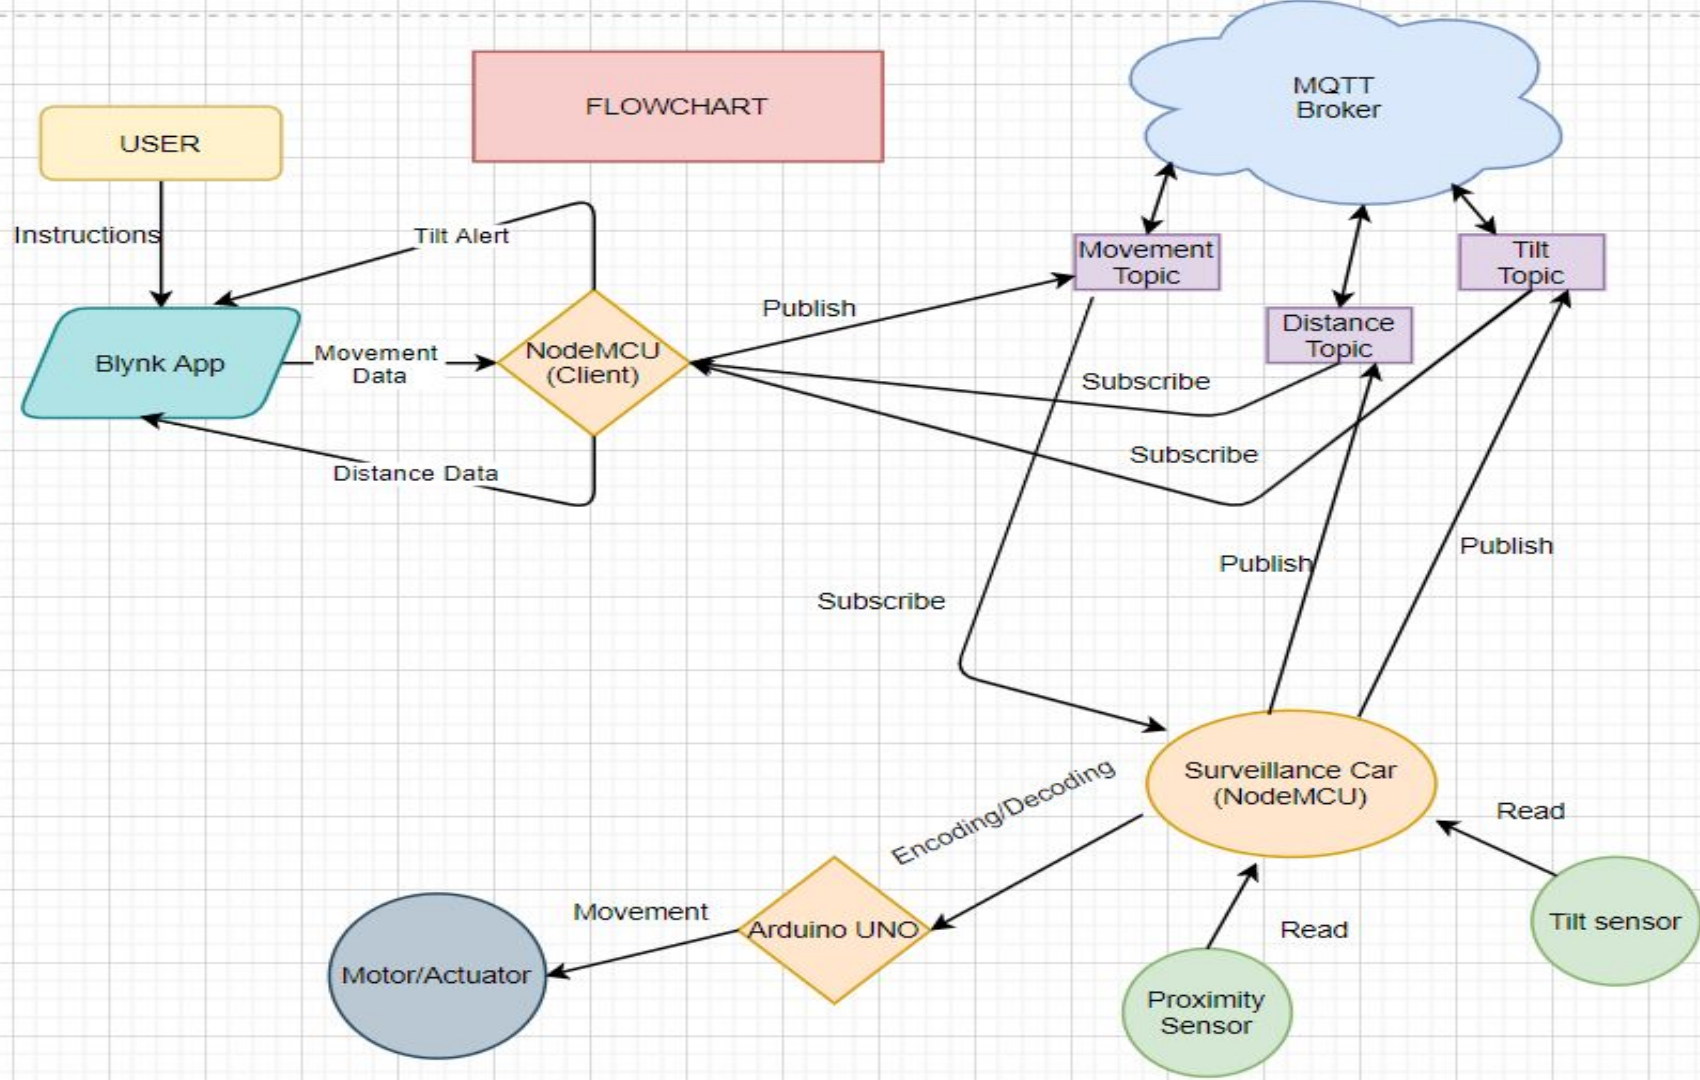 MQTT
Broker
FLOWCHART
USER
Instructions
Tilt Alert
Movement
Topic
Tilt
Topic
Publish
Distance
Topic
Blynk App
Movement
Data
NodeMCU
(Client)
Subscribe
Subscribe
Distance Data
Publish
Publish
Subscribe
Surveillance Car
(NodeMCU)
Encoding/Decoding
Read
Movement
Arduino UNO
Read
Tilt sensor
Motor/Actuator
Proximity
Sensor